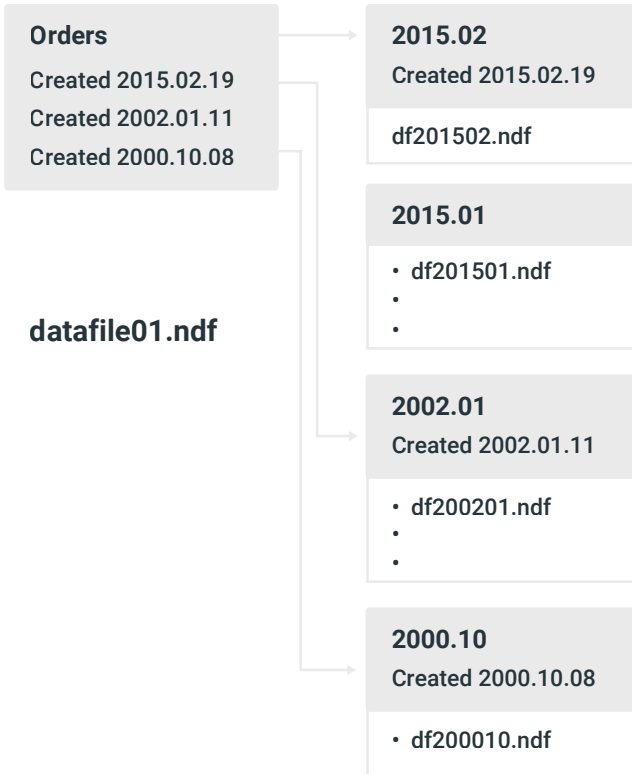 Orders
Created 2015.02.19
Created 2002.01.11
Created 2000.10.08
datafile01.ndf
2015.02
Created 2015.02.19
df201502.ndf
2015.01
• df201501.ndf
•
•
2002.01
Created 2002.01.11
• df200201.ndf
•
•
2000.10
Created 2000.10.08
• df200010.ndf